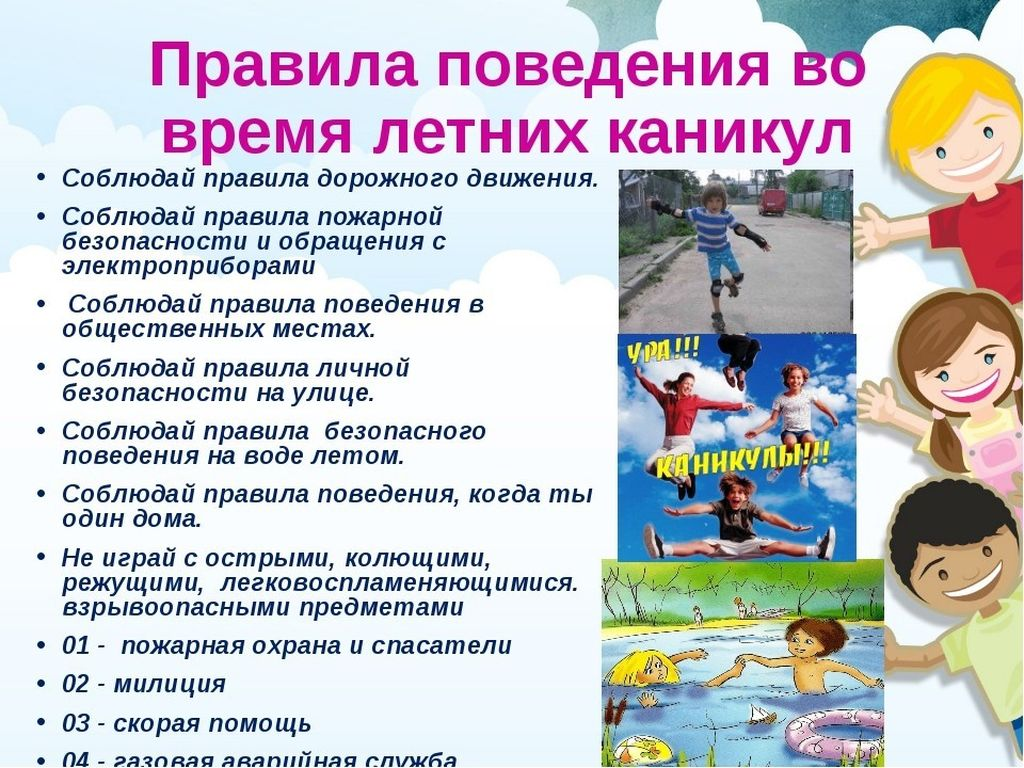 Правила поведения во
время летних каникул
• Соблюдай правила дорожного движения.
• Соблюдай правила пожарной
безопасности и обращения с
электроприборами
• Соблюдай правила поведения в
общественных местах.
• Соблюдай правила личной
безопасности на улице.
• Соблюдай правила безопасного
поведения на воде летом.
• Соблюдай правила поведения, когда ты
один дома.
• Не играй с острыми, колющими,
режущими, легковоспламеняющимися.
взрывоопасными предметами
• 01 - пожарная охрана и спасатели
• 02 - милиция
• 03 - скорая помощь
• 04 - газовая аварийная служба
УРА!!!
КАНИКУЛЫ!!!